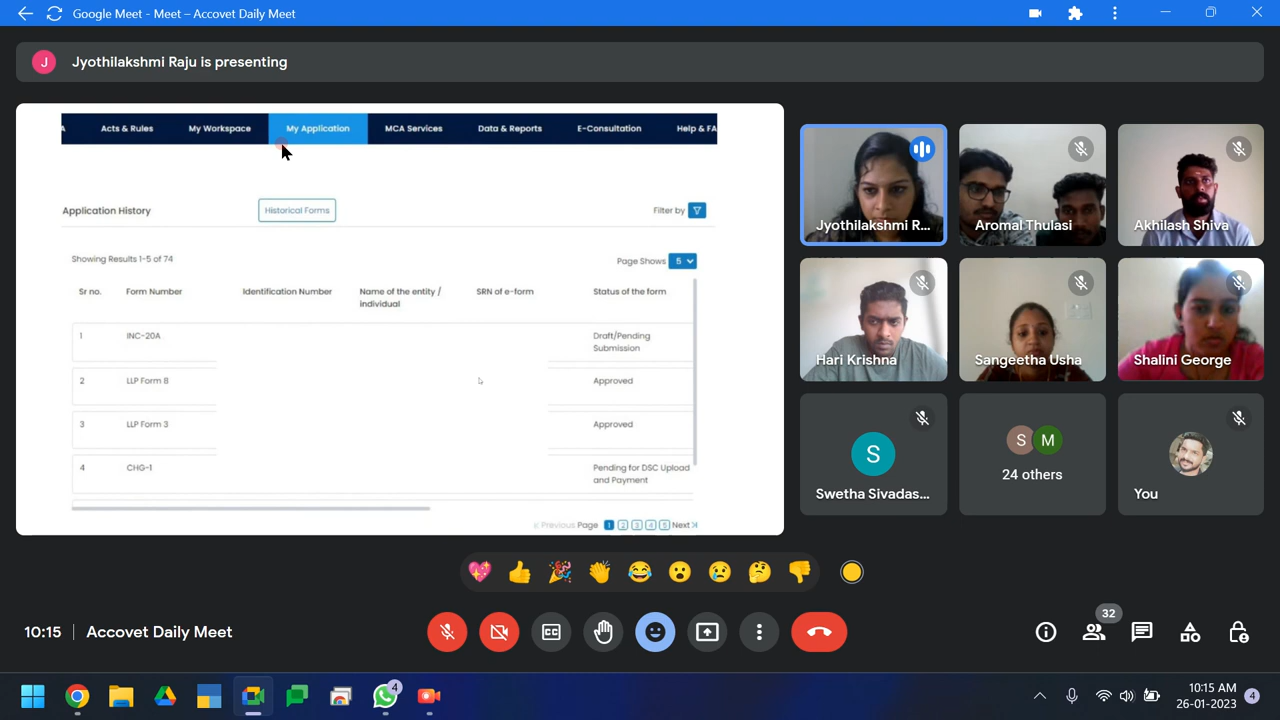 Google Meet - Meet – Accovet Daily Meet
J Jyothilakshmi Raju is presenting
A Acts & Rules My Workspace My Application MCA Services Data & Reports E-Consultation Help & FA
Application History Historical Forms Filter by
Showing Results 1-5 of 74 Page Shows 5
Sr no. Form Number Identification Number Name of the entity / individual SRN of e-form Status of the form
1 INC-20A Draft/Pending Submission
2 LLP Form 8 Approved
3 LLP Form 3 Approved
4 CHG-1 Pending for DSC Upload and Payment
Previous Page 1 2 3 4 5 Next
Jyothilakshmi R...
Aromal Thulasi
Akhilash Shiva
Hari Krishna
Sangeetha Usha
Shalini George
S
Swetha Sivadas...
S M
24 others
You
10:15 | Accovet Daily Meet
CC
32
4
10:15 AM
26-01-2023
4